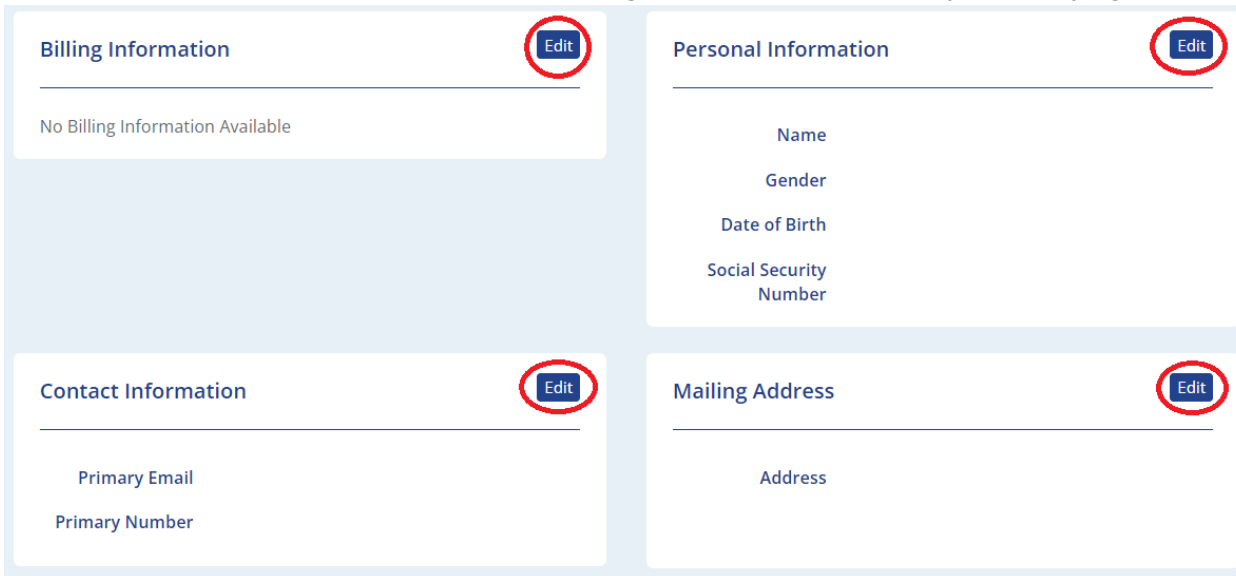 Billing Information
Edit
No Billing Information Available
Personal Information
Edit
Name
Gender
Date of Birth
Social Security
Number
Contact Information
Edit
Primary Email
Primary Number
Mailing Address
Edit
Address